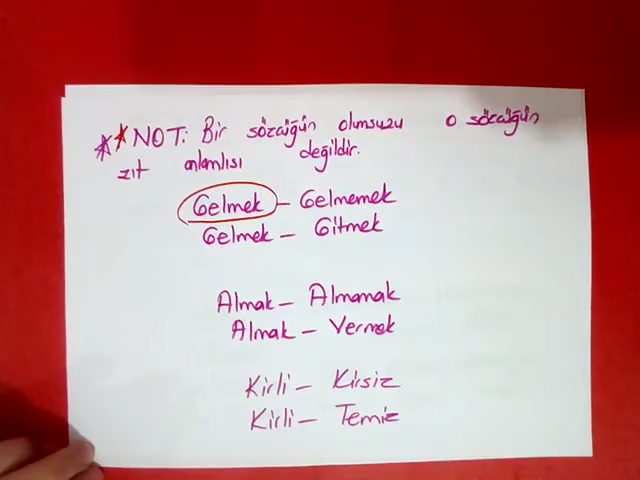 ** NOT: Bir sözcüğün olumsuzu o sözcüğün
zıt anlamlısı değildir.
Gelmek - Gelmemek
Gelmek - Gitmek
Almak - Almamak
Almak - Vermek
Kirli - Kirsiz
Kirli - Temiz